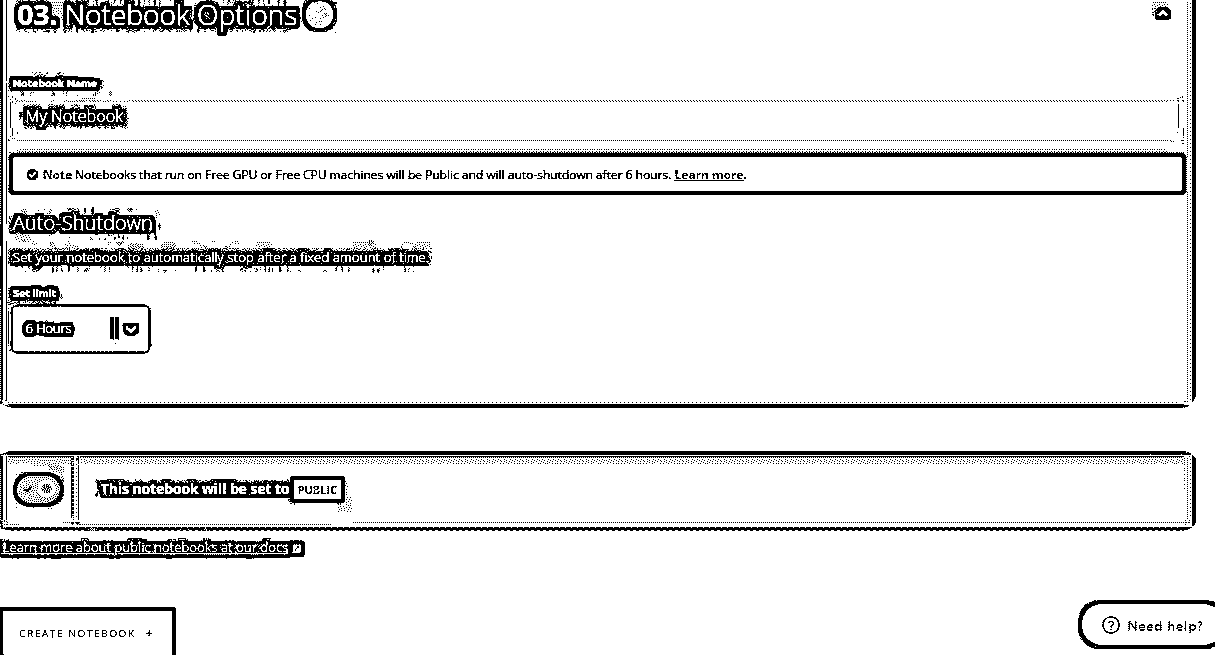 03. Notebook Options
Notebook Name
My Notebook
Note Notebooks that run on Free GPU or Free CPU machines will be Public and will auto-shutdown after 6 hours. Learn more.
Auto-Shutdown
Set your notebook to automatically stop after a fixed amount of time.
Set limit
6 Hours
This notebook will be set to PUBLIC
Learn more about public notebooks at our docs
CREATE NOTEBOOK +
Need help?